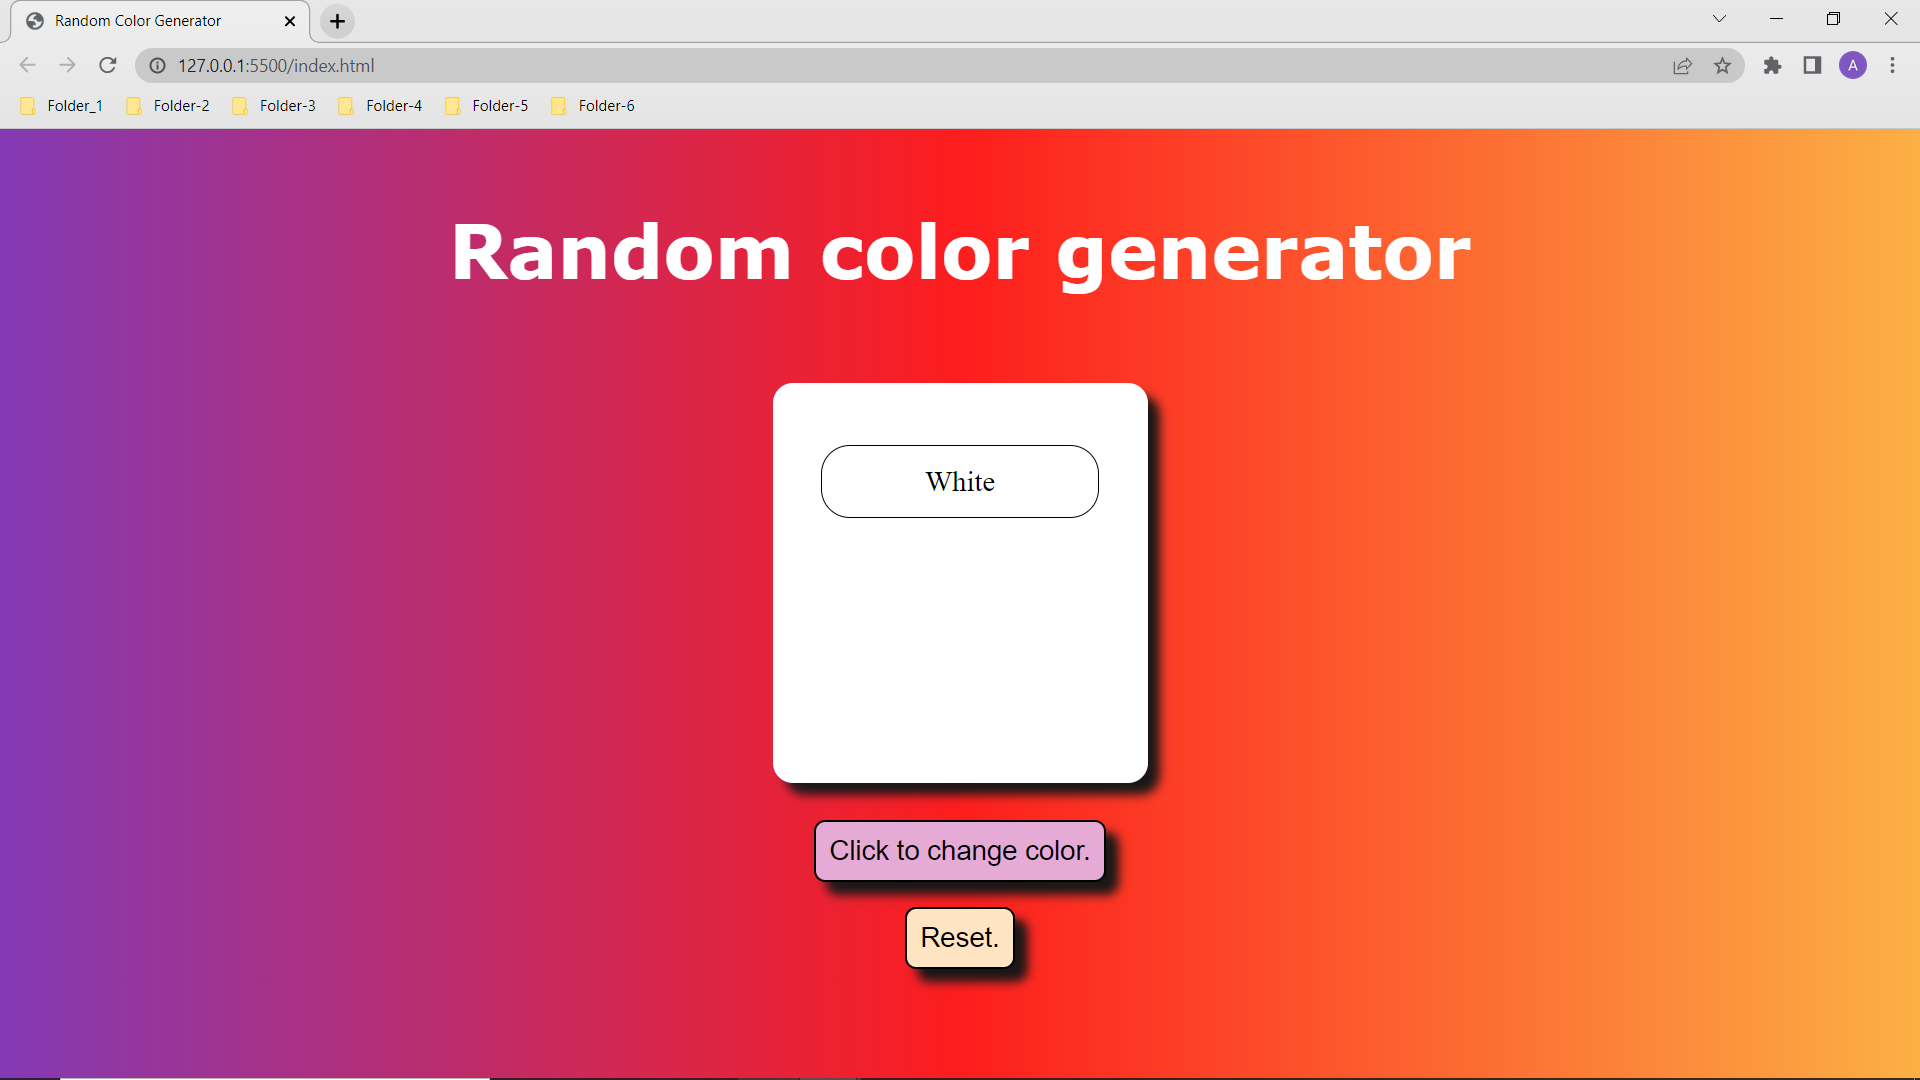 Random Color Generator
127.0.0.1:5500/index.html
A
Folder_1 Folder-2 Folder-3 Folder-4 Folder-5 Folder-6
Random color generator
White
Click to change color.
Reset.